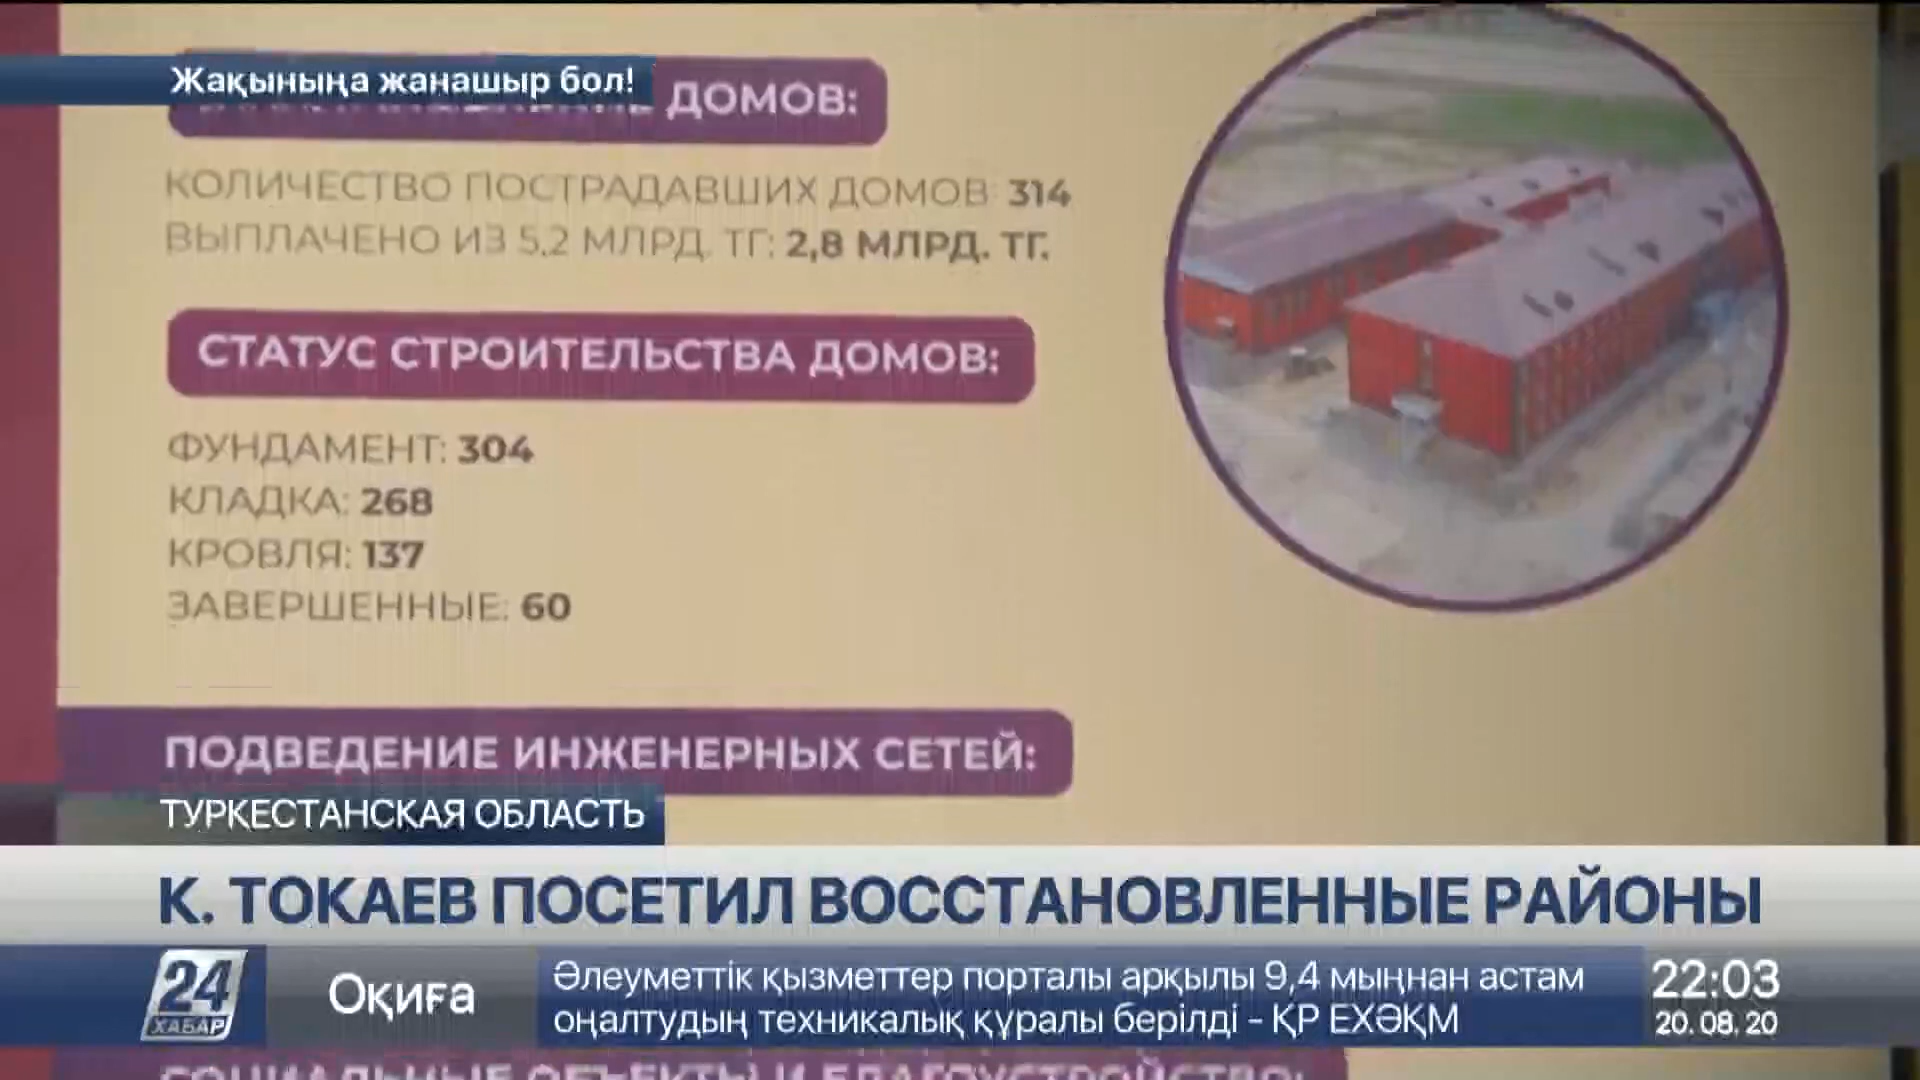 Жақыныңа жанашыр бол!
ДОМОВ:
КОЛИЧЕСТВО ПОСТРАДАВШИХ ДОМОВ: 314
ВЫПЛАЧЕНО ИЗ 5,2 МЛРД. ТГ: 2,8 МЛРД. ТГ.
СТАТУС СТРОИТЕЛЬСТВА ДОМОВ:
ФУНДАМЕНТ: 304
КЛАДКА: 268
КРОВЛЯ: 137
ЗАВЕРШЕННЫЕ: 60
ПОДВЕДЕНИЕ ИНЖЕНЕРНЫХ СЕТЕЙ:
ТУРКЕСТАНСКАЯ ОБЛАСТЬ
К. ТОКАЕВ ПОСЕТИЛ ВОССТАНОВЛЕННЫЕ РАЙОНЫ
24 ХАБАР
Оқиға
Әлеуметтік қызметтер порталы арқылы 9,4 мыңнан астам
оңалтудың техникалық құралы берілді - ҚР ЕХӘҚМ
22:03
20.08.20
СОЦИАЛЬНЫЕ ОБЪЕКТЫ И БЛАГОУСТРОЙСТВО: